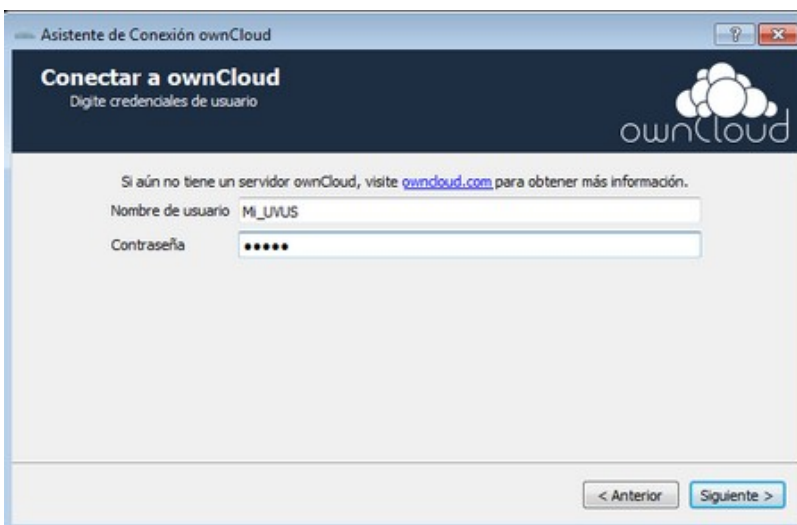 Asistente de Conexión ownCloud
Conectar a ownCloud
Digite credenciales de usuario
ownCloud
Si aún no tiene un servidor ownCloud, visite owncloud.com para obtener más información.
Nombre de usuario Mi_UVUS
Contraseña •••••
< Anterior Siguiente >